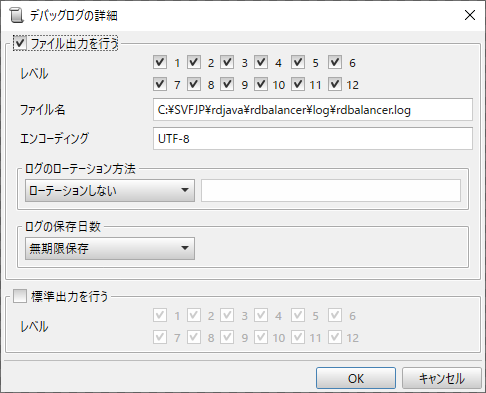 デバッグログの詳細
ファイル出力を行う
レベル
1 2 3 4 5 6
7 8 9 10 11 12
ファイル名 C:¥SVFJP¥rdjava¥rdbalancer¥log¥rdbalancer.log
エンコーディング UTF-8
ログのローテーション方法
ローテーションしない
ログの保存日数
無期限保存
標準出力を行う
レベル
1 2 3 4 5 6
7 8 9 10 11 12
OK キャンセル